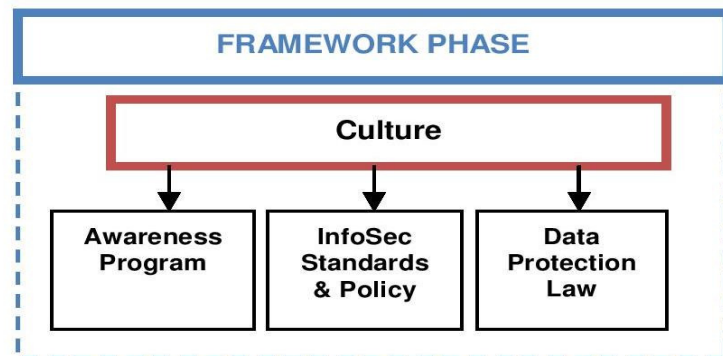 FRAMEWORK PHASE
Culture
Awareness
Program
InfoSec
Standards
& Policy
Data
Protection
Law